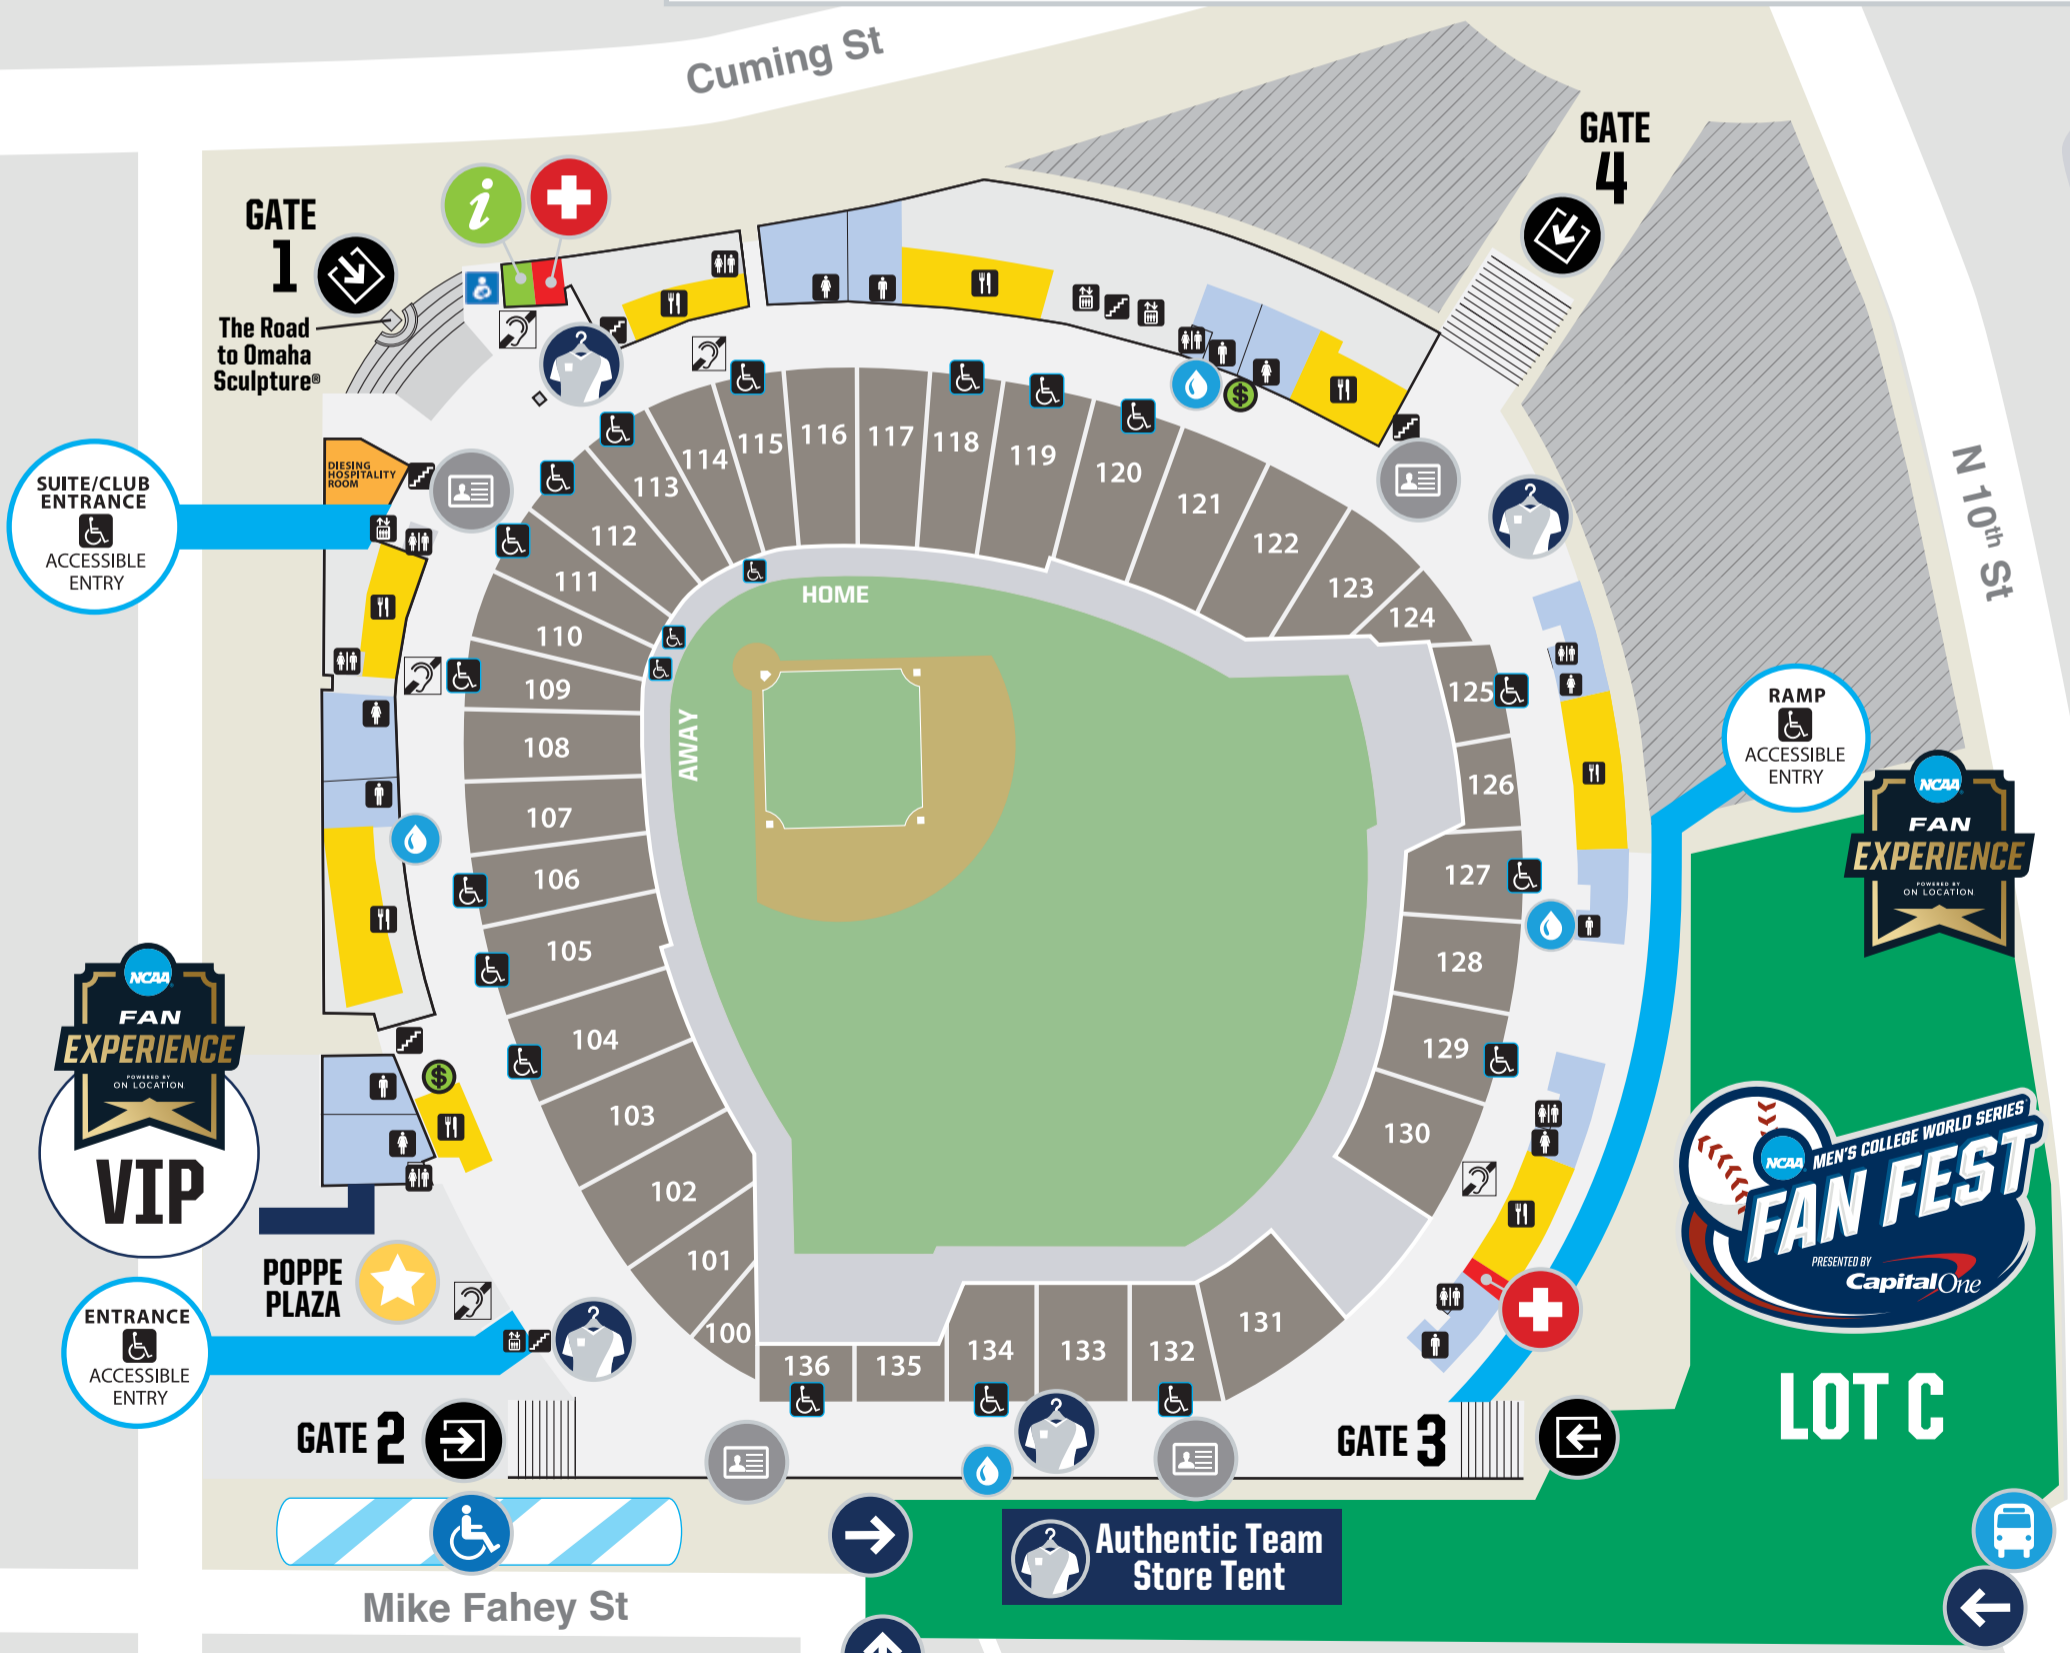 Cuming St
GATE
4
GATE
1
The Road
to Omaha
Sculpture®
DIESING
HOSPITALITY
ROOM
SUITE/CLUB
ENTRANCE
ACCESSIBLE
ENTRY
N 10th St
100
101
102
103
104
105
106
107
108
109
110
111
112
113
114
115
116
117
118
119
120
121
122
123
124
125
126
127
128
129
130
131
132
133
134
135
136
HOME
AWAY
RAMP
ACCESSIBLE
ENTRY
NCAA
FAN
EXPERIENCE
POWERED BY
ON LOCATION
NCAA
FAN
EXPERIENCE
POWERED BY
ON LOCATION
VIP
POPPE
PLAZA
ENTRANCE
ACCESSIBLE
ENTRY
NCAA MEN'S COLLEGE WORLD SERIES
FAN FEST
PRESENTED BY
Capital One
LOT C
GATE 2
GATE 3
Authentic Team
Store Tent
Mike Fahey St